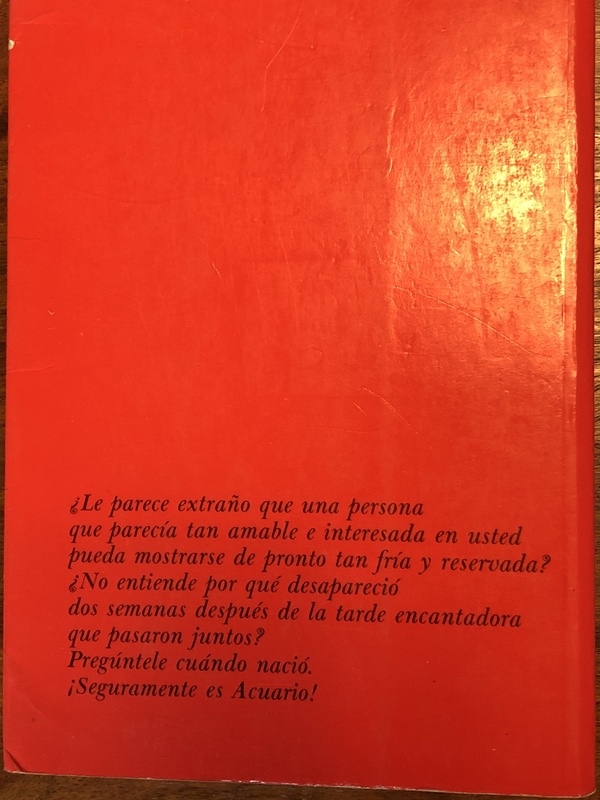 ¿Le parece extraño que una persona
que parecía tan amable e interesada en usted
pueda mostrarse de pronto tan fría y reservada?
¿No entiende por qué desapareció
dos semanas después de la tarde encantadora
que pasaron juntos?
Pregúntele cuándo nació.
¡Seguramente es Acuario!